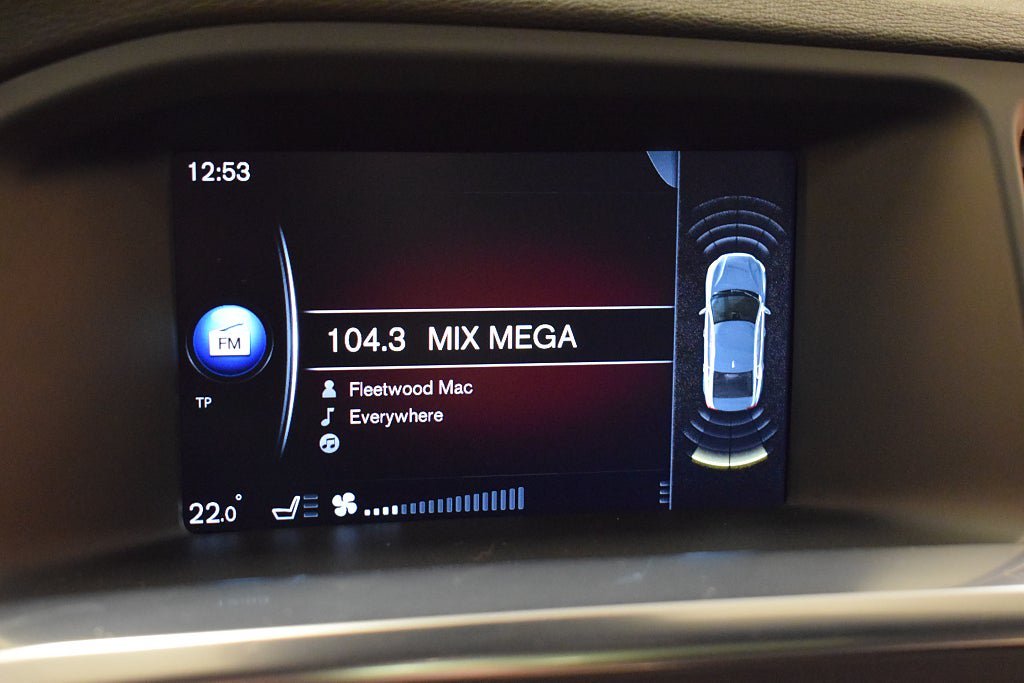 12:53
FM
104.3 MIX MEGA
TP
Fleetwood Mac
Everywhere
22.0°